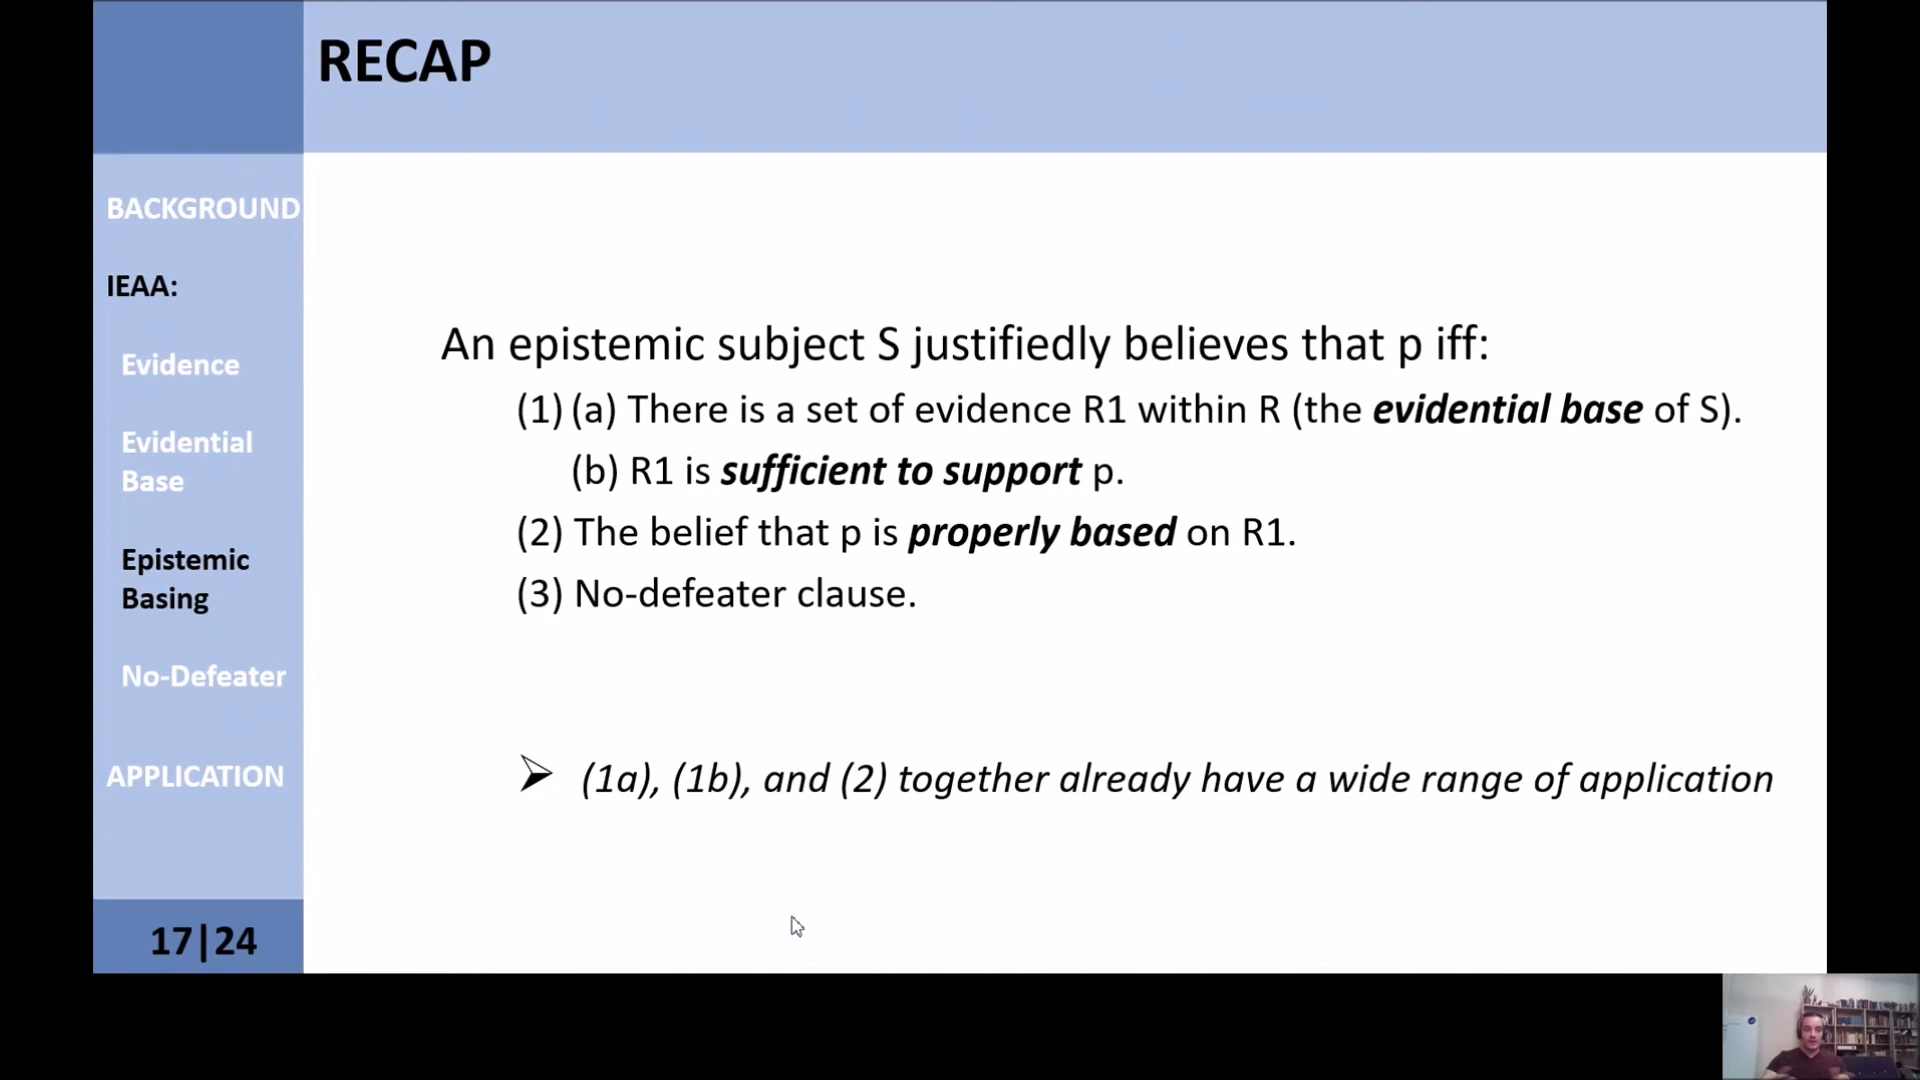 RECAP
BACKGROUND
IEAA:
Evidence
Evidential
Base
Epistemic
Basing
No-Defeater
APPLICATION
17|24
An epistemic subject S justifiedly believes that p iff:
(1) (a) There is a set of evidence R1 within R (the evidential base of S).
(b) R1 is sufficient to support p.
(2) The belief that p is properly based on R1.
(3) No-defeater clause.
➢ (1a), (1b), and (2) together already have a wide range of application